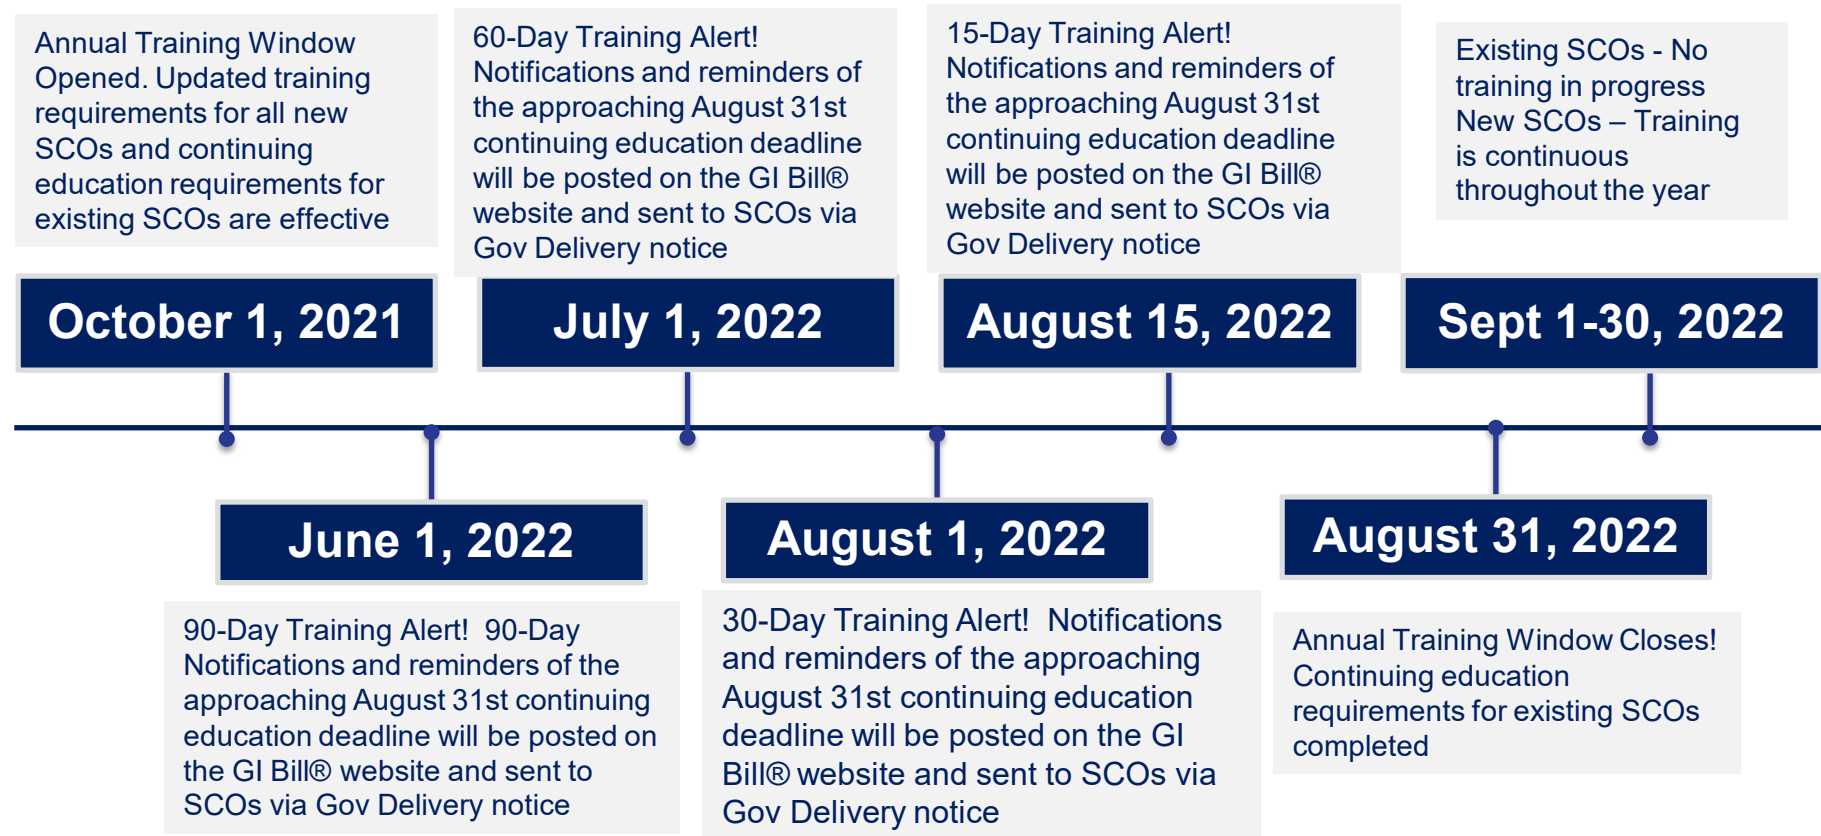 Annual Training Window
Opened. Updated training
requirements for all new
SCOs and continuing
education requirements for
existing SCOs are effective
October 1, 2021
60-Day Training Alert!
Notifications and reminders of
the approaching August 31st
continuing education deadline
will be posted on the GI Bill®
website and sent to SCOs via
Gov Delivery notice
July 1, 2022
15-Day Training Alert!
Notifications and reminders of
the approaching August 31st
continuing education deadline
will be posted on the GI Bill®
website and sent to SCOs via
Gov Delivery notice
August 15, 2022
Existing SCOs - No
training in progress
New SCOs – Training
is continuous
throughout the year
Sept 1-30, 2022
June 1, 2022
90-Day Training Alert!  90-Day
Notifications and reminders of the
approaching August 31st continuing
education deadline will be posted on
the GI Bill® website and sent to
SCOs via Gov Delivery notice
August 1, 2022
30-Day Training Alert!  Notifications
and reminders of the approaching
August 31st continuing education
deadline will be posted on the GI
Bill® website and sent to SCOs via
Gov Delivery notice
August 31, 2022
Annual Training Window Closes!
Continuing education
requirements for existing SCOs
completed